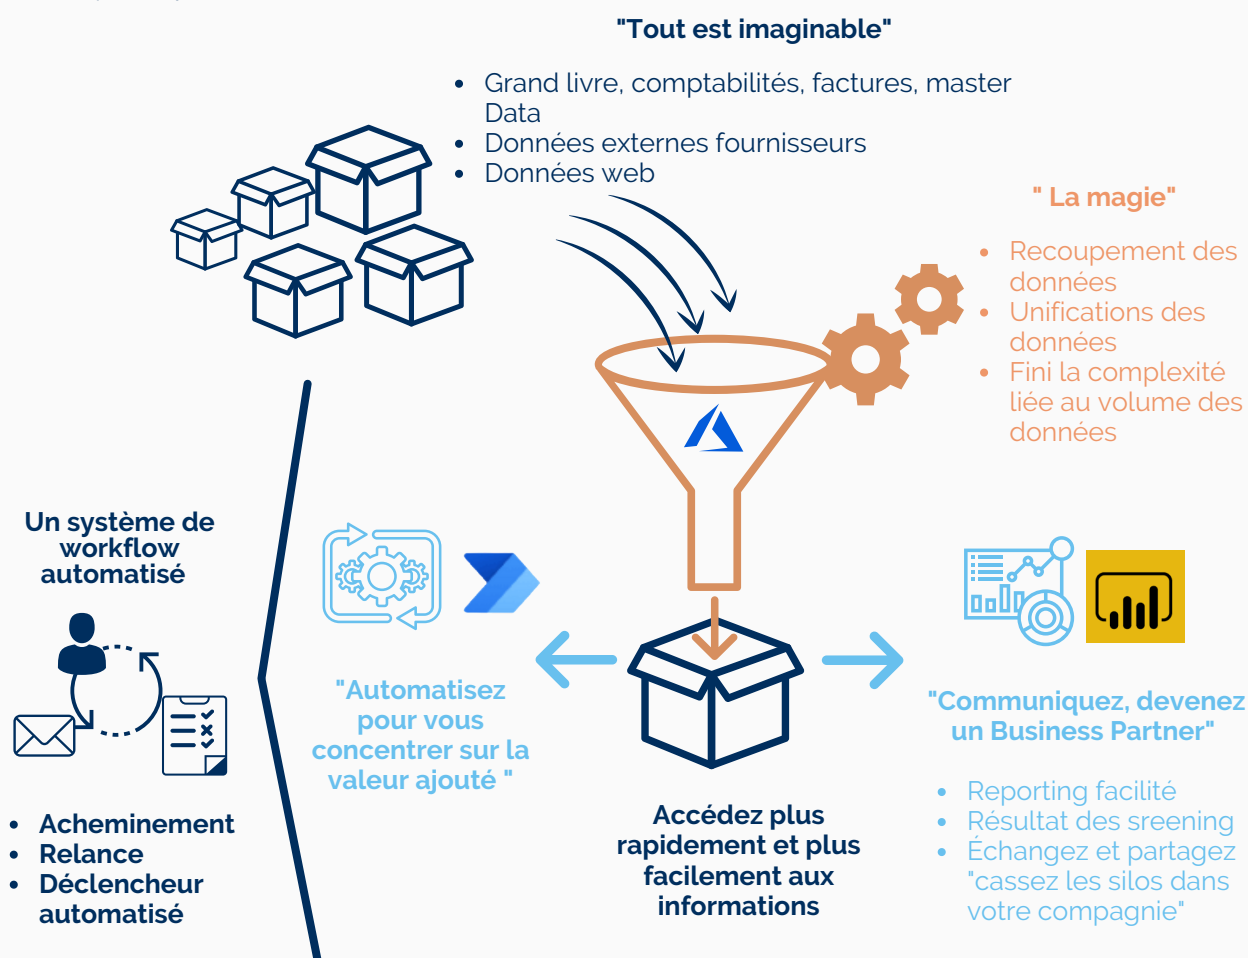 "Tout est imaginable"
Grand livre, comptabilités, factures, master
Data
Données externes fournisseurs
Données web
" La magie"
Recoupement des
données
Unifications des
données
Fini la complexité
liée au volume des
données
Un système de
workflow
automatisé
Acheminement
Relance
Déclencheur
automatisé
"Automatisez
pour vous
concentrer sur la
valeur ajouté "
Accédez plus
rapidement et plus
facilement aux
informations
"Communiquez, devenez
un Business Partner"
Reporting facilité
Résultat des sreening
Échangez et partagez
"cassez les silos dans
votre compagnie"